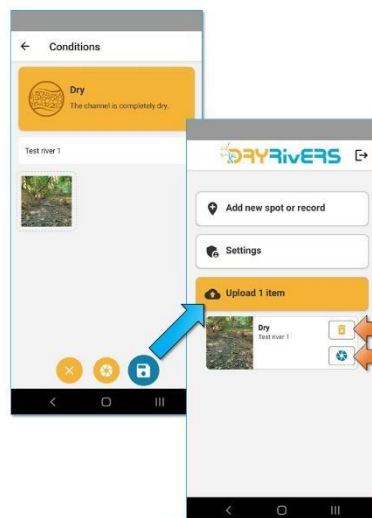 Conditions
Dry
The channel is completely dry.
Test river 1
DRYRivERS
Add new spot or record
Settings
Upload 1 item
Dry
Test river 1